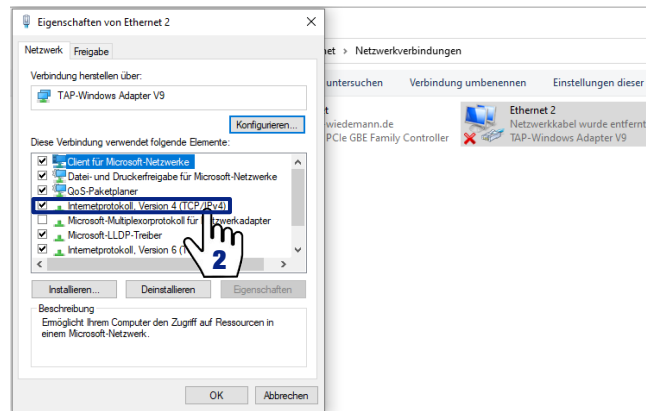 Eigenschaften von Ethernet 2
Netzwerk Freigabe
Verbindung herstellen über:
TAP-Windows Adapter V9
Konfigurieren...
Diese Verbindung verwendet folgende Elemente:
Client für Microsoft-Netzwerke
Datei- und Druckerfreigabe für Microsoft-Netzwerke
QoS-Paketplaner
Internetprotokoll, Version 4 (TCP/IPv4)
Microsoft-Multiplexorprotokoll für
Microsoft-LLDP-Treiber
Internetprotokoll, Version 6
2
Installieren... Deinstallieren Eigenschaften
Beschreibung
Ermöglicht Ihrem Computer den Zugriff auf Ressourcen in
einem Microsoft-Netzwerk.
OK Abbrechen
net > Netzwerkverbindungen
untersuchen Verbindung umbenennen Einstellungen dieser
Ethernet 2
wiedemann.de Netzwerkkabel wurde entfernt
PCIe GBE Family Controller TAP-Windows Adapter V9